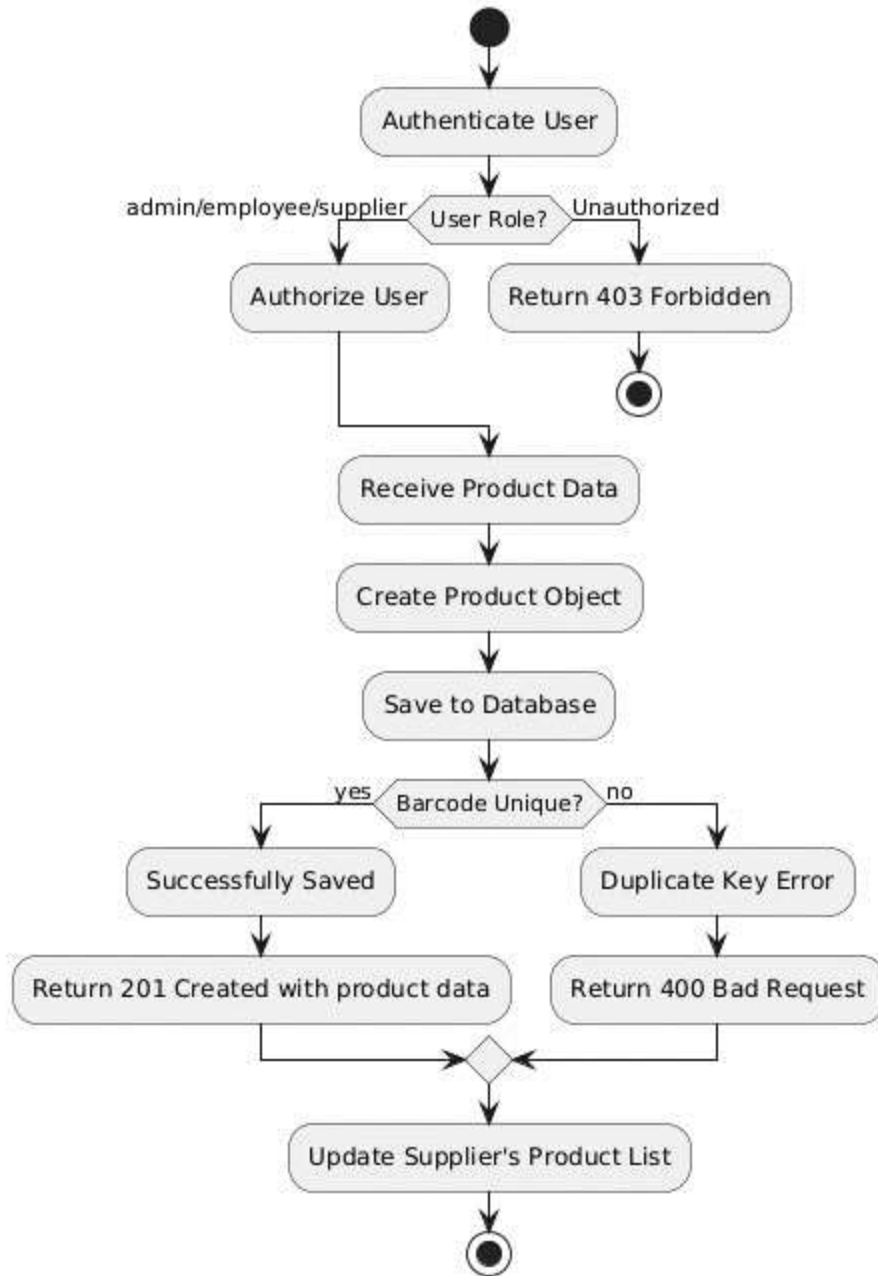 Authenticate User
admin/employee/supplier
User Role?
Unauthorized
Authorize User
Return 403 Forbidden
Receive Product Data
Create Product Object
Save to Database
yes
Barcode Unique?
no
Successfully Saved
Duplicate Key Error
Return 201 Created with product data
Return 400 Bad Request
Update Supplier's Product List